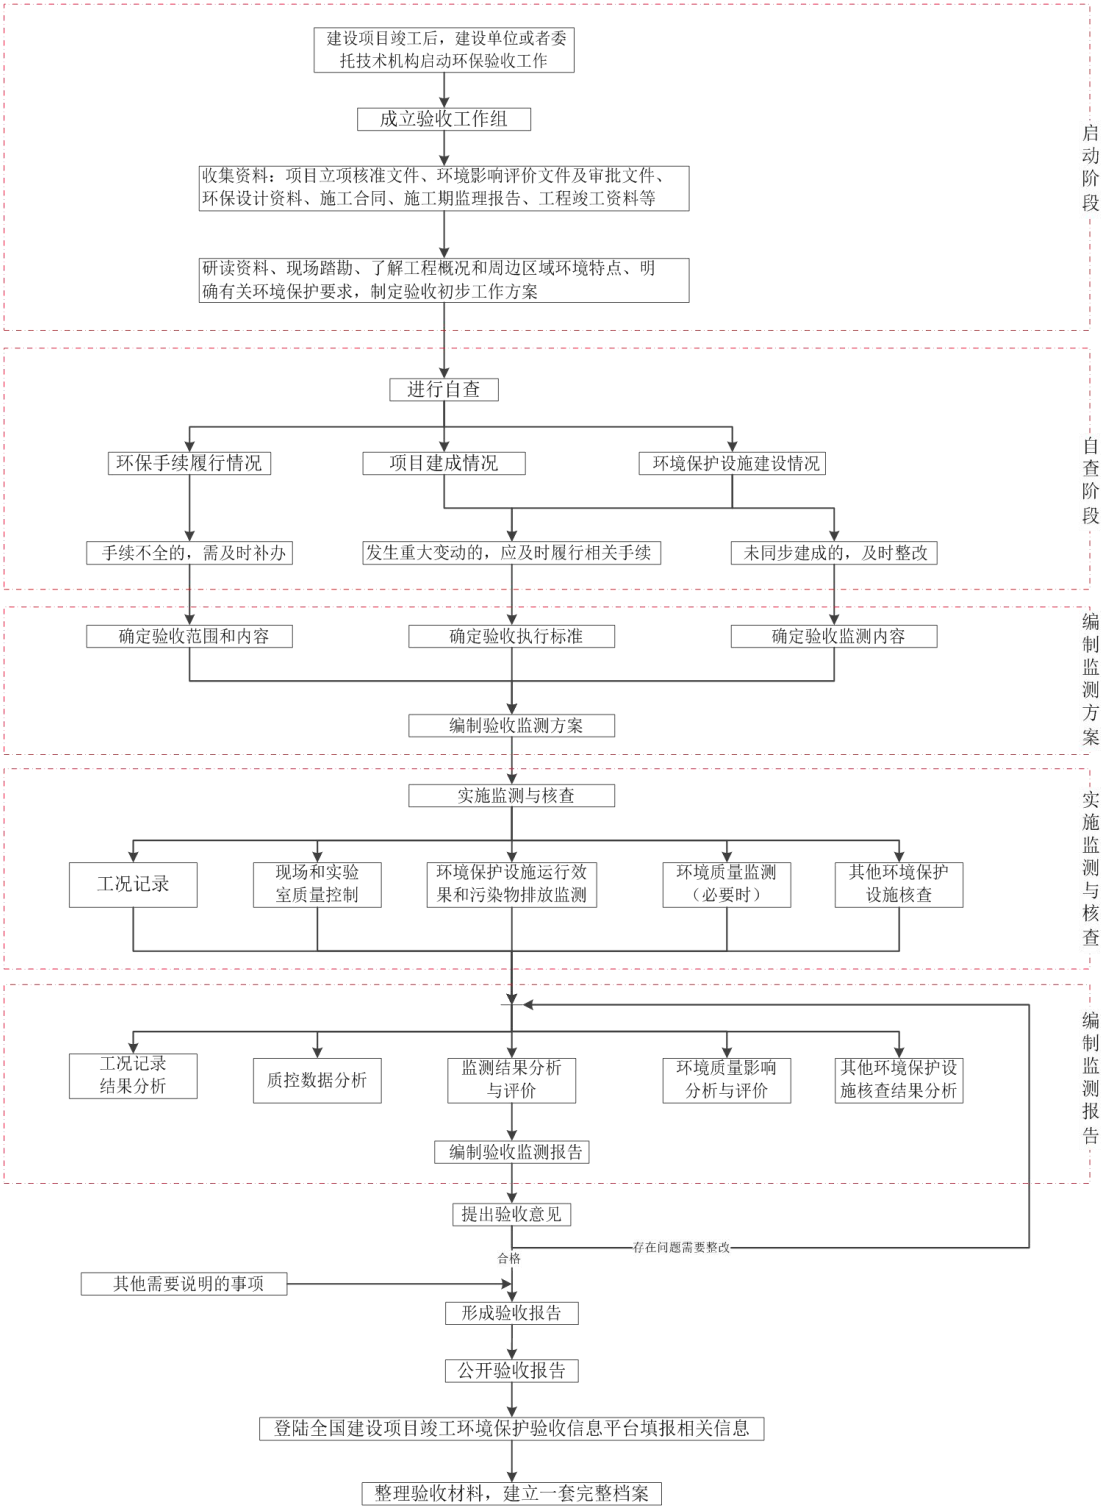 建设项目竣工后，建设单位或者委
托技术机构启动环保验收工作
成立验收工作组
收集资料：项目立项核准文件、环境影响评价文件及审批文件、
环保设计资料、施工合同、施工期监理报告、工程竣工资料等
研读资料、现场踏勘、了解工程概况和周边区域环境特点、明
确有关环境保护要求，制定验收初步工作方案
启动阶段
进行自查
环保手续履行情况
项目建成情况
环境保护设施建设情况
手续不全的，需及时补办
发生重大变动的，应及时履行相关手续
未同步建成的，及时整改
自查阶段
确定验收范围和内容
确定验收执行标准
确定验收监测内容
编制验收监测方案
编制监测方案
实施监测与核查
工况记录
现场和实验
室质量控制
环境保护设施运行效
果和污染物排放监测
环境质量监测
（必要时）
其他环境保护
设施核查
实施监测与核查
工况记录
结果分析
质控数据分析
监测结果分析
与评价
环境质量影响
分析与评价
其他环境保护设
施核查结果分析
编制验收监测报告
编制监测报告
提出验收意见
存在问题需要整改
合格
其他需要说明的事项
形成验收报告
公开验收报告
登陆全国建设项目竣工环境保护验收信息平台填报相关信息
整理验收材料，建立一套完整档案